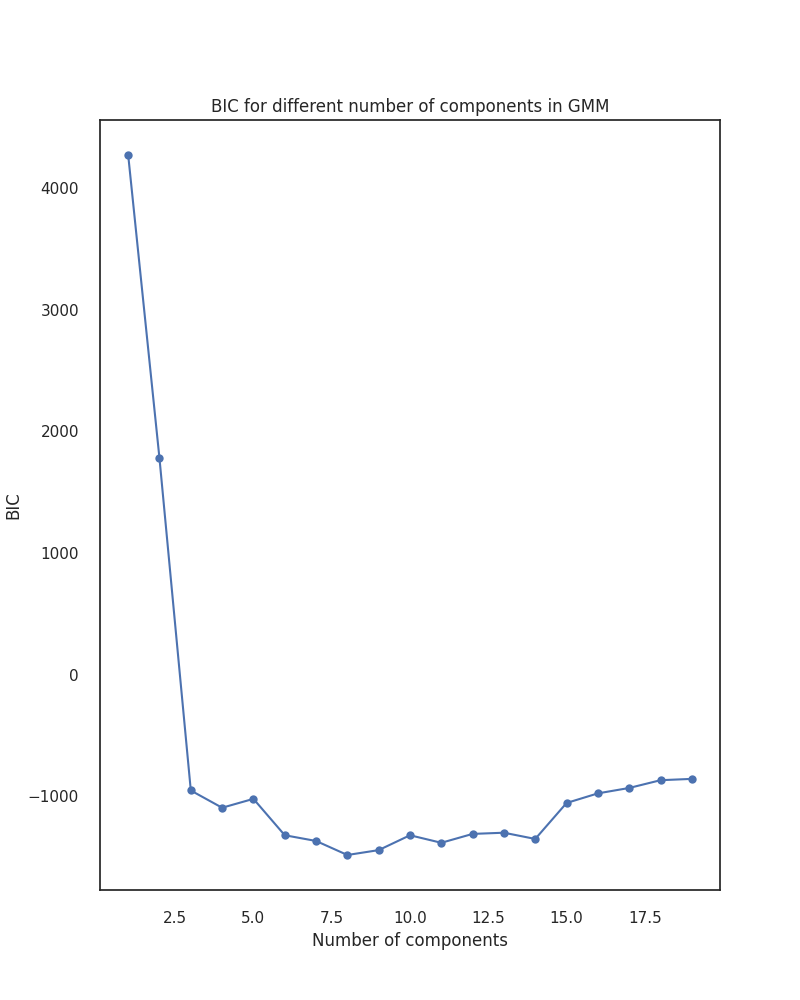 BIC for different number of components in GMM
4000
3000
2000
1000
0
−1000
BIC
2.5 5.0 7.5 10.0 12.5 15.0 17.5
Number of components